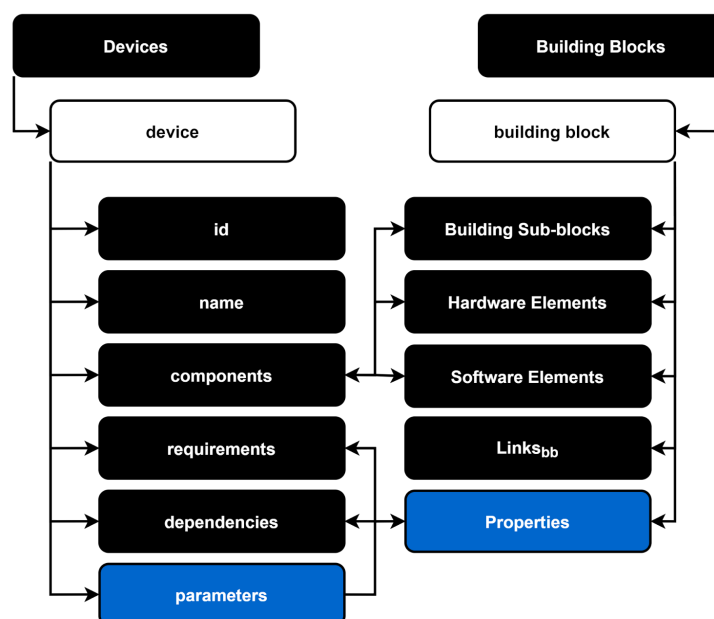 Devices
Building Blocks
device
building block
id
Building Sub-blocks
name
Hardware Elements
components
Software Elements
requirements
Linksbb
dependencies
Properties
parameters